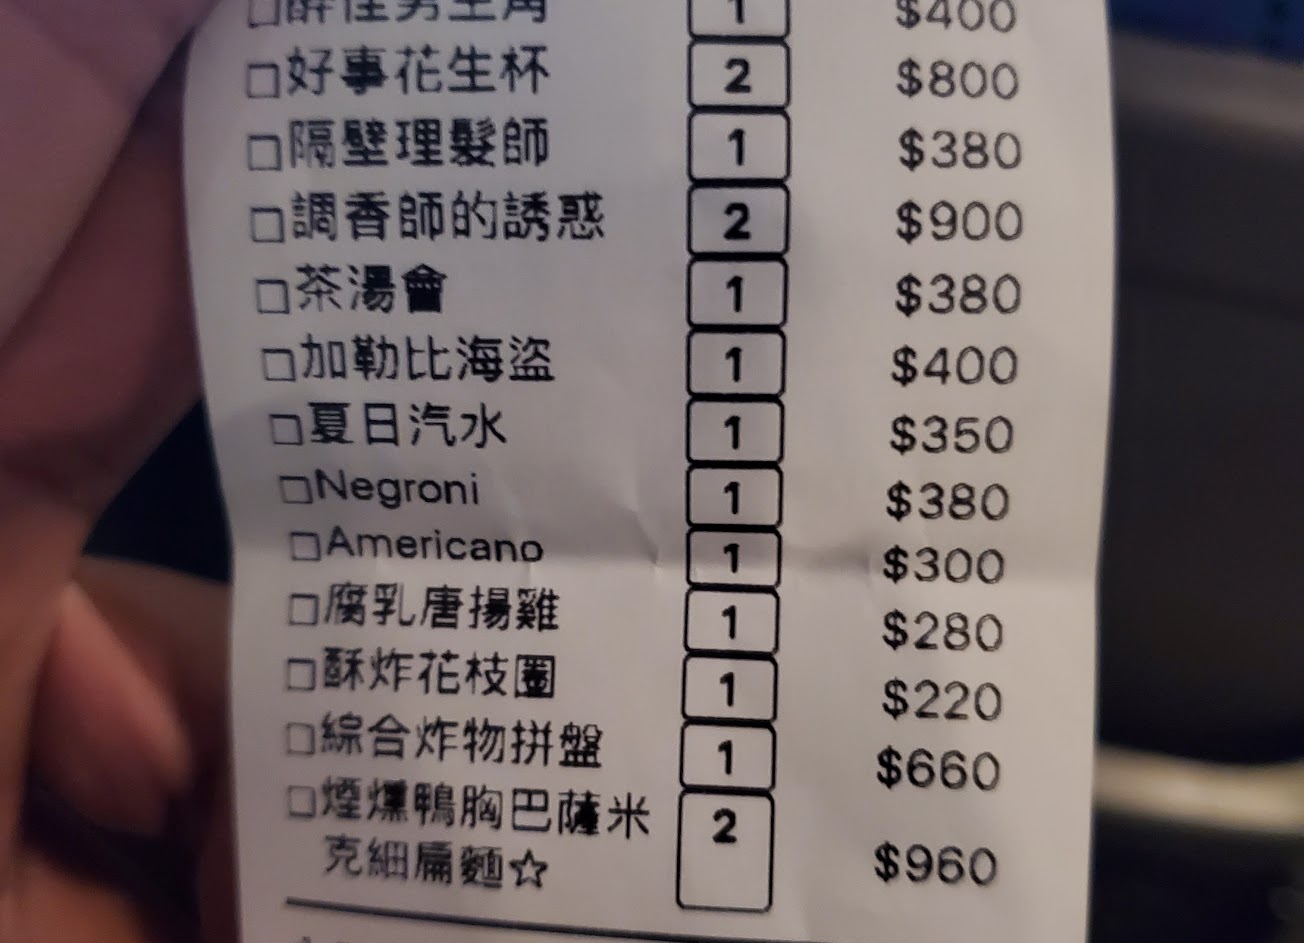 1 $400
□好事花生杯 2 $800
□隔壁理髮師 1 $380
□調香師的誘惑 2 $900
□茶湯會 1 $380
□加勒比海盜 1 $400
□夏日汽水 1 $350
□Negroni 1 $380
□Americano 1 $300
□腐乳唐揚雞 1 $280
□酥炸花枝圈 1 $220
□綜合炸物拼盤 1 $660
□煙燻鴨胸巴薩米 2
克細扁麵☆ $960